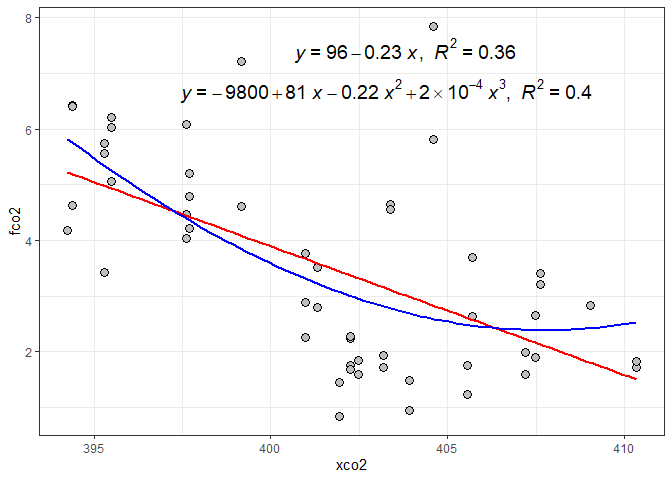 8
y = 96 − 0.23 x, R² = 0.36
y = − 9800 + 81 x − 0.22 x² + 2 × 10⁻⁴ x³, R² = 0.4
6
fco2
4
2
395 400 405 410
xco2